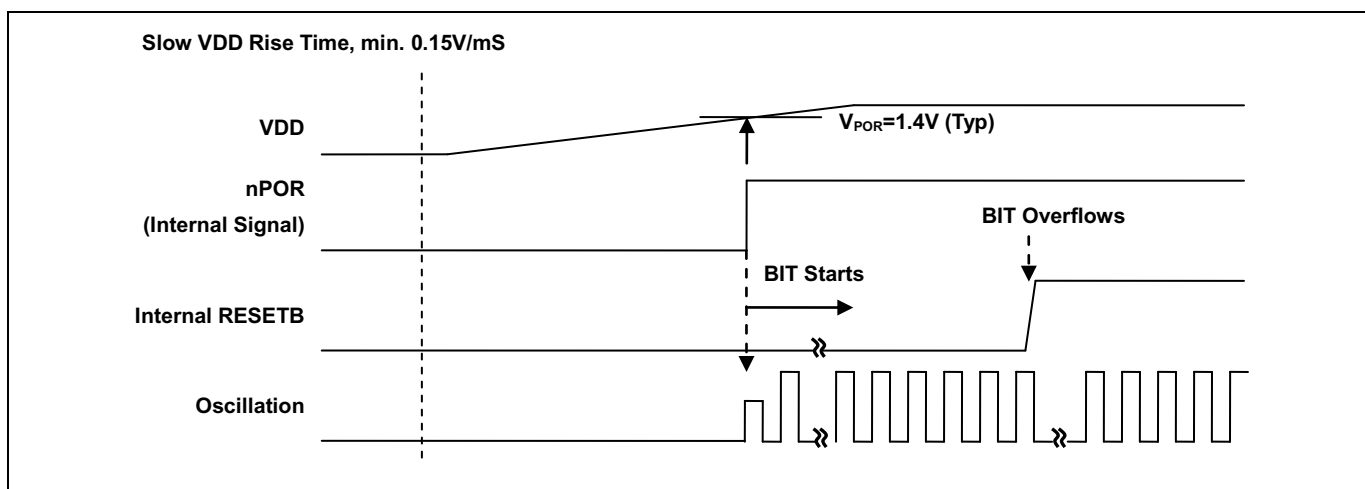 Slow VDD Rise Time, min. 0.15V/mS
VDD
VPOR=1.4V (Typ)
nPOR
(Internal Signal)
BIT Overflows
BIT Starts
Internal RESETB
Oscillation